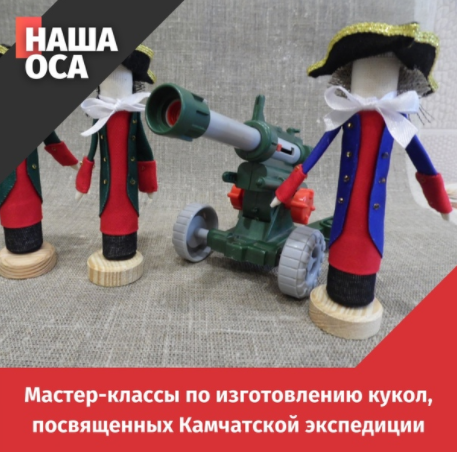 НАША
ОСА
Мастер-классы по изготовлению кукол,
посвященных Камчатской экспедиции